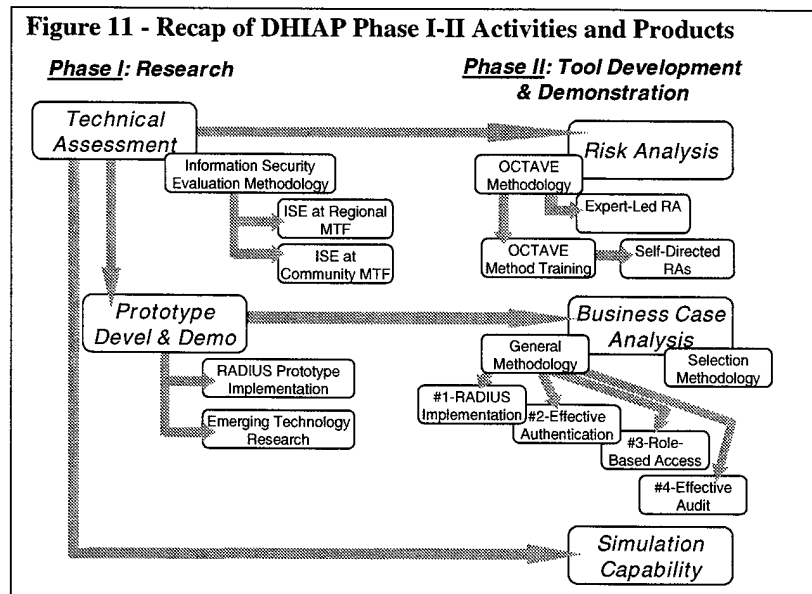 Figure 11 - Recap of DHIAP Phase I-II Activities and Products
Phase I: Research
Phase II: Tool Development
& Demonstration
Technical
Assessment
Information Security
Evaluation Methodology
ISE at Regional
MTF
ISE at
Community MTF
Risk Analysis
OCTAVE
Methodology
Expert-Led RA
OCTAVE
Method Training
Self-Directed
RAs
Prototype
Devel & Demo
RADIUS Prototype
Implementation
Emerging Technology
Research
Business Case
Analysis
General
Methodology
Selection
Methodology
#1-RADIUS
Implementation
#2-Effective
Authentication
#3-Role-
Based Access
#4-Effective
Audit
Simulation
Capability